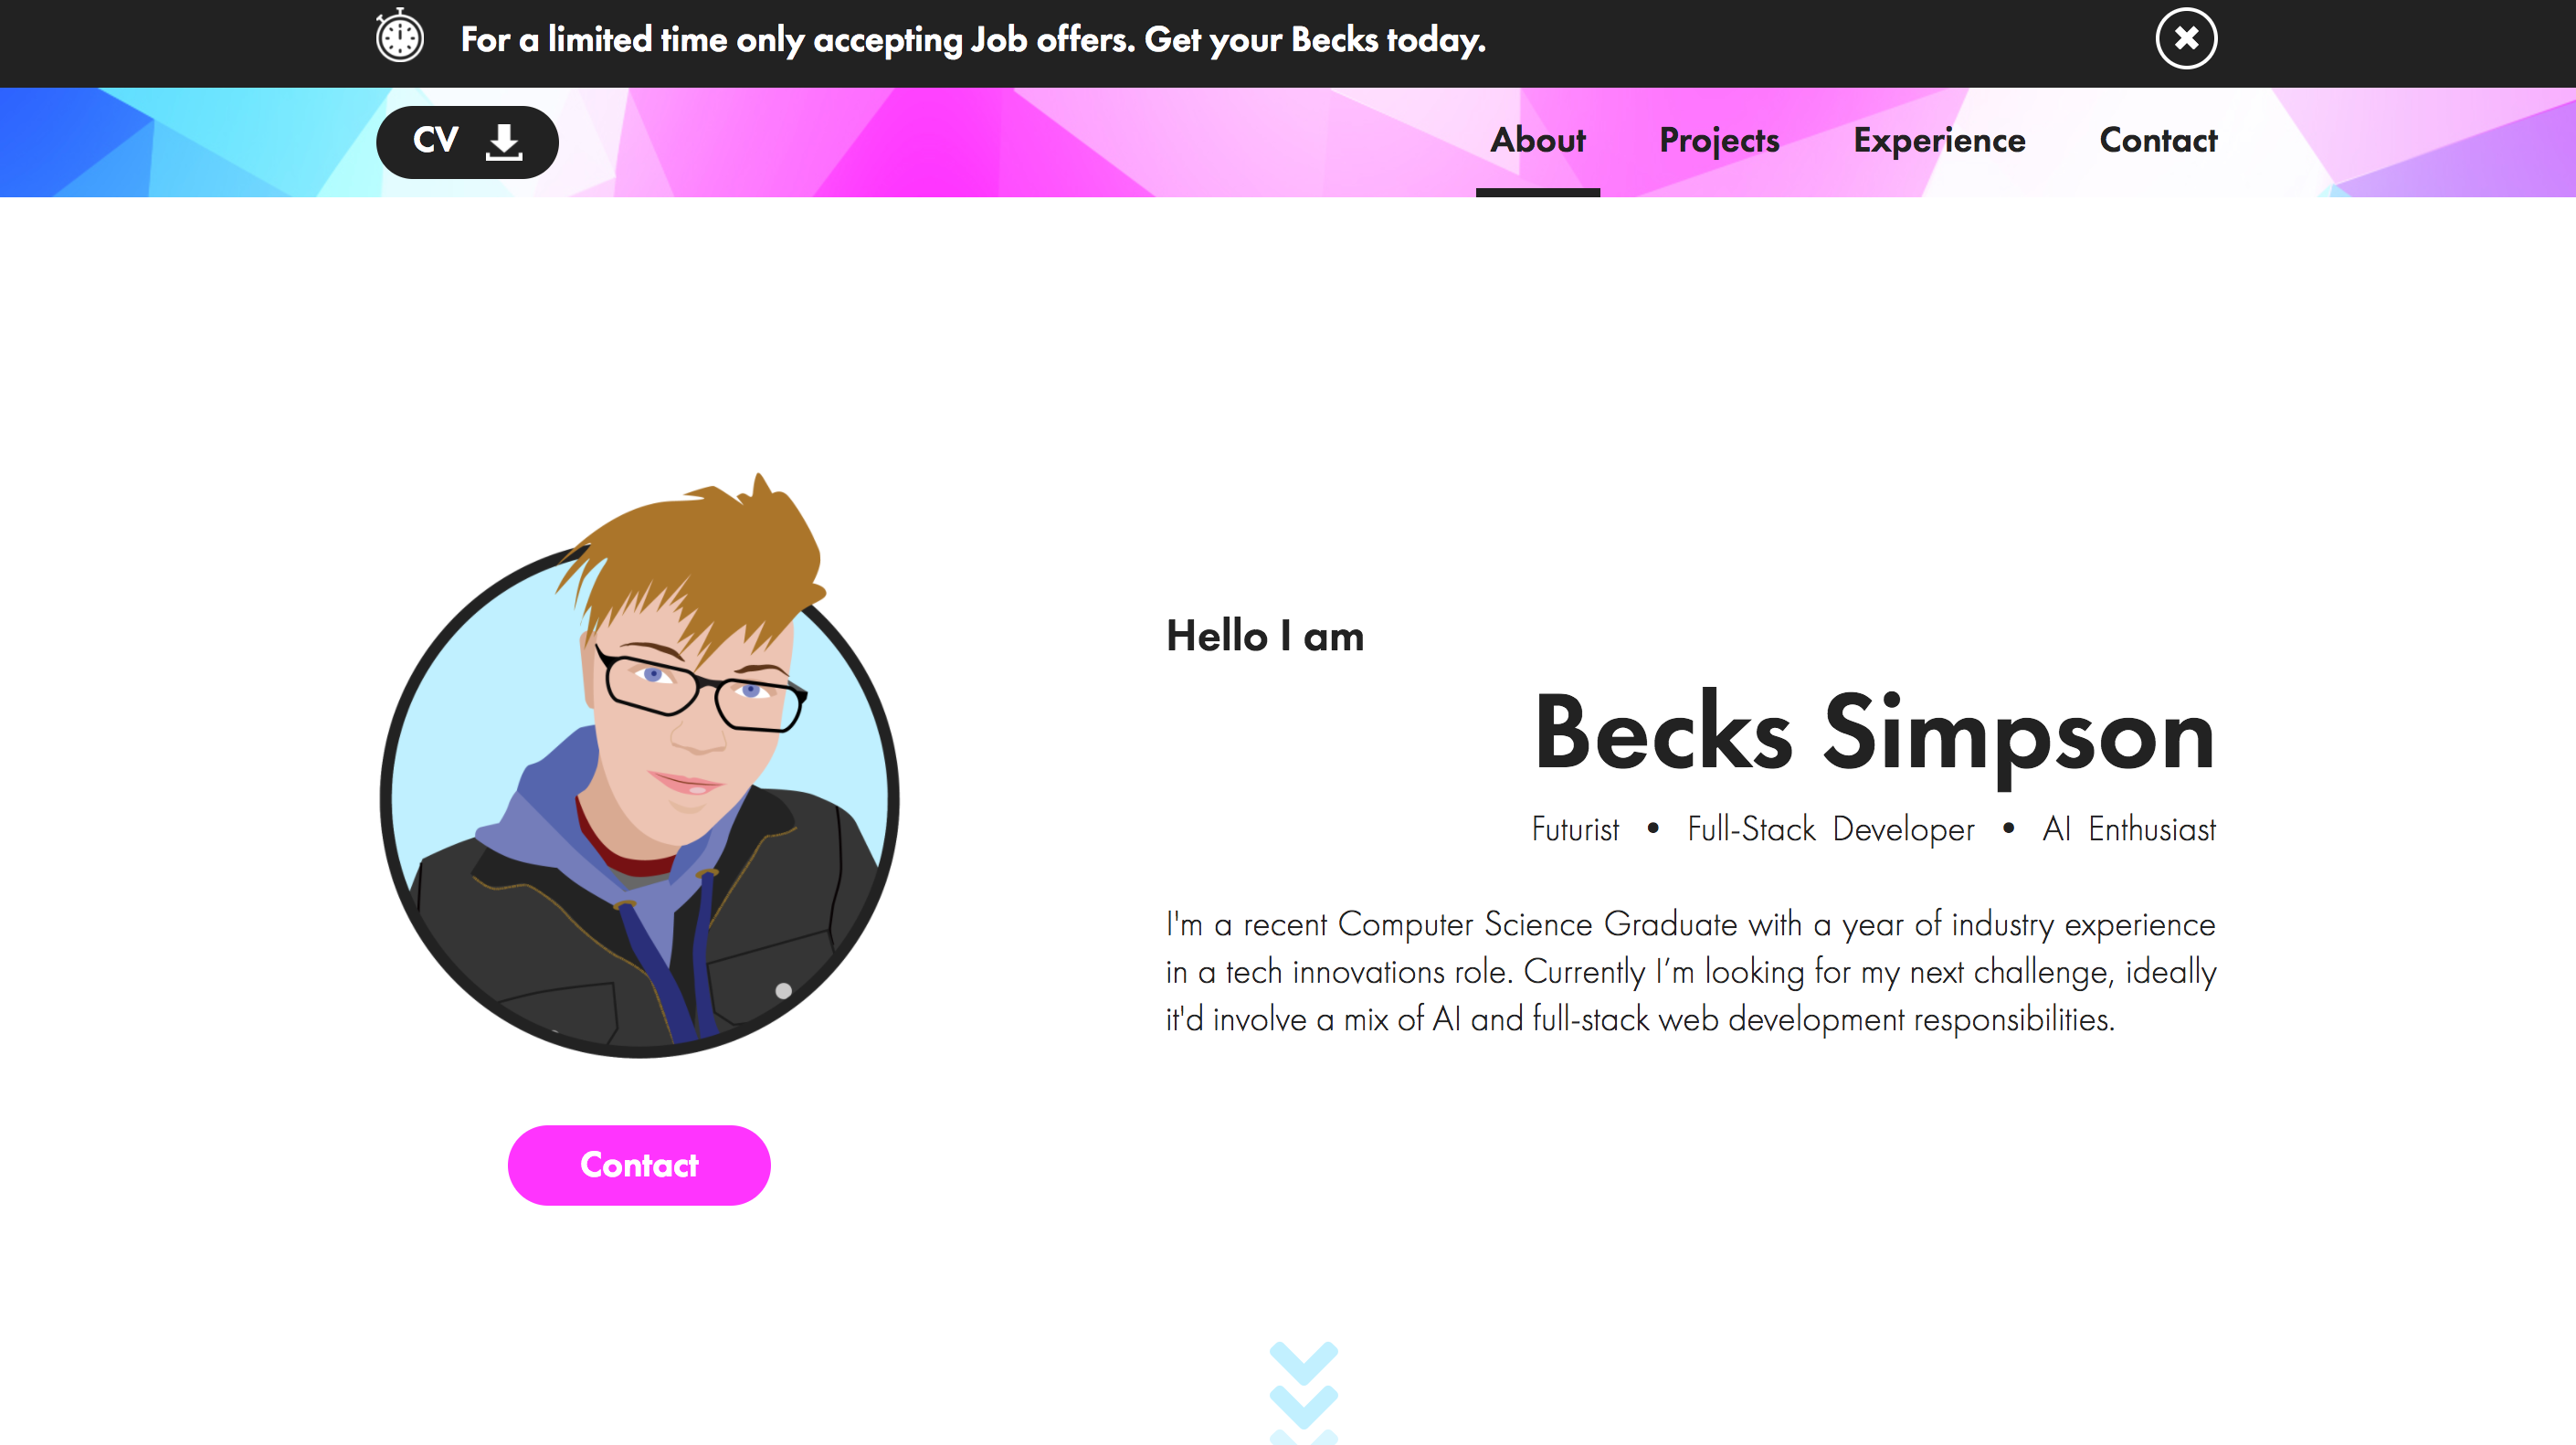 For a limited time only accepting Job offers. Get your Becks today.
CV
About Projects Experience Contact
Hello I am
Becks Simpson
Futurist • Full-Stack Developer • AI Enthusiast
I'm a recent Computer Science Graduate with a year of industry experience
in a tech innovations role. Currently I’m looking for my next challenge, ideally
it'd involve a mix of AI and full-stack web development responsibilities.
Contact